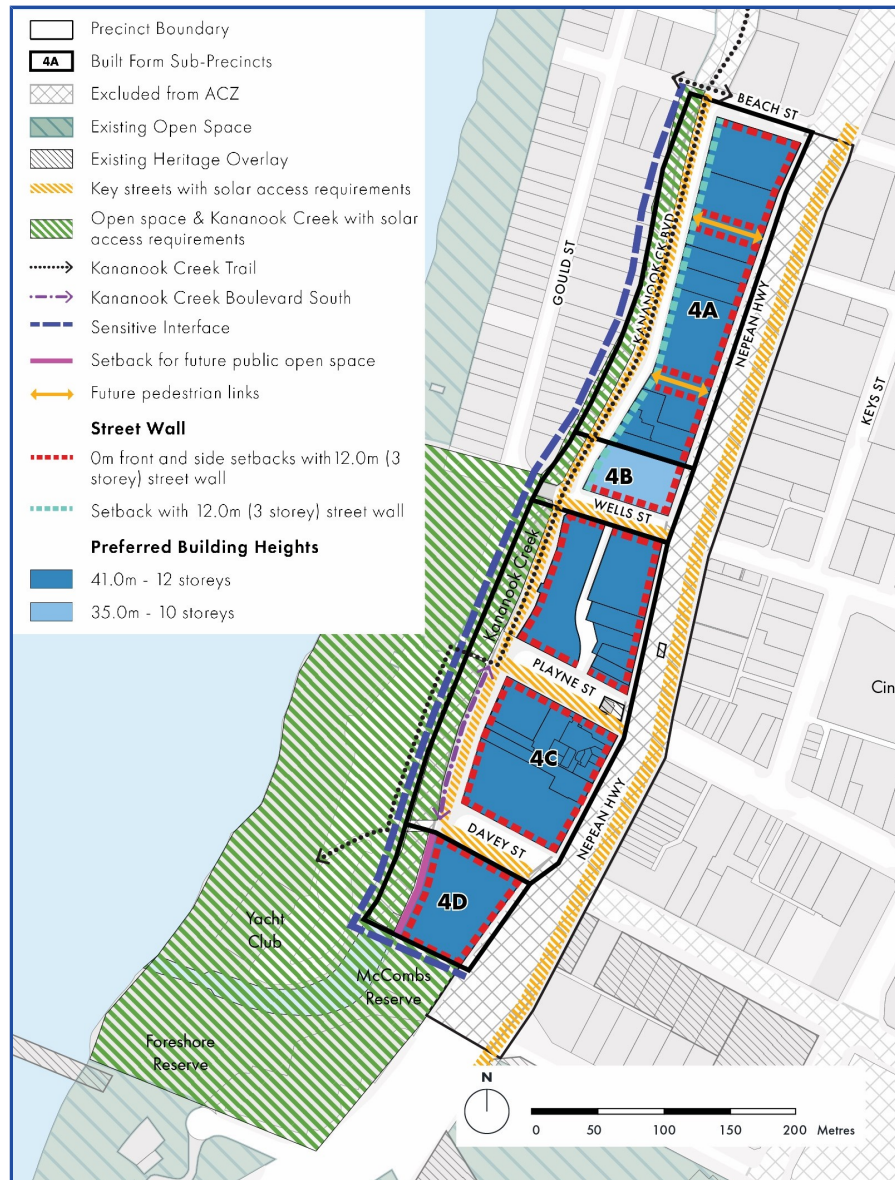 Precinct Boundary
4A Built Form Sub-Precincts
Excluded from ACZ
Existing Open Space
Existing Heritage Overlay
Key streets with solar access requirements
Open space & Kananook Creek with solar
access requirements
Kananook Creek Trail
Kananook Creek Boulevard South
Sensitive Interface
Setback for future public open space
Future pedestrian links
Street Wall
0m front and side setbacks with 12.0m (3
storey) street wall
Setback with 12.0m (3 storey) street wall
Preferred Building Heights
41.0m - 12 storeys
35.0m - 10 storeys
BEACH ST
GOULD ST
KANANOOK CK BVD
4A
NEPEAN HWY
KEYS ST
4B
WELLS ST
Kananook Creek
PLAYNE ST
Cin
4C
NEPEAN HWY
DAVEY ST
4D
Yacht
Club
McCombs
Reserve
Foreshore
Reserve
N
0 50 100 150 200 Metres